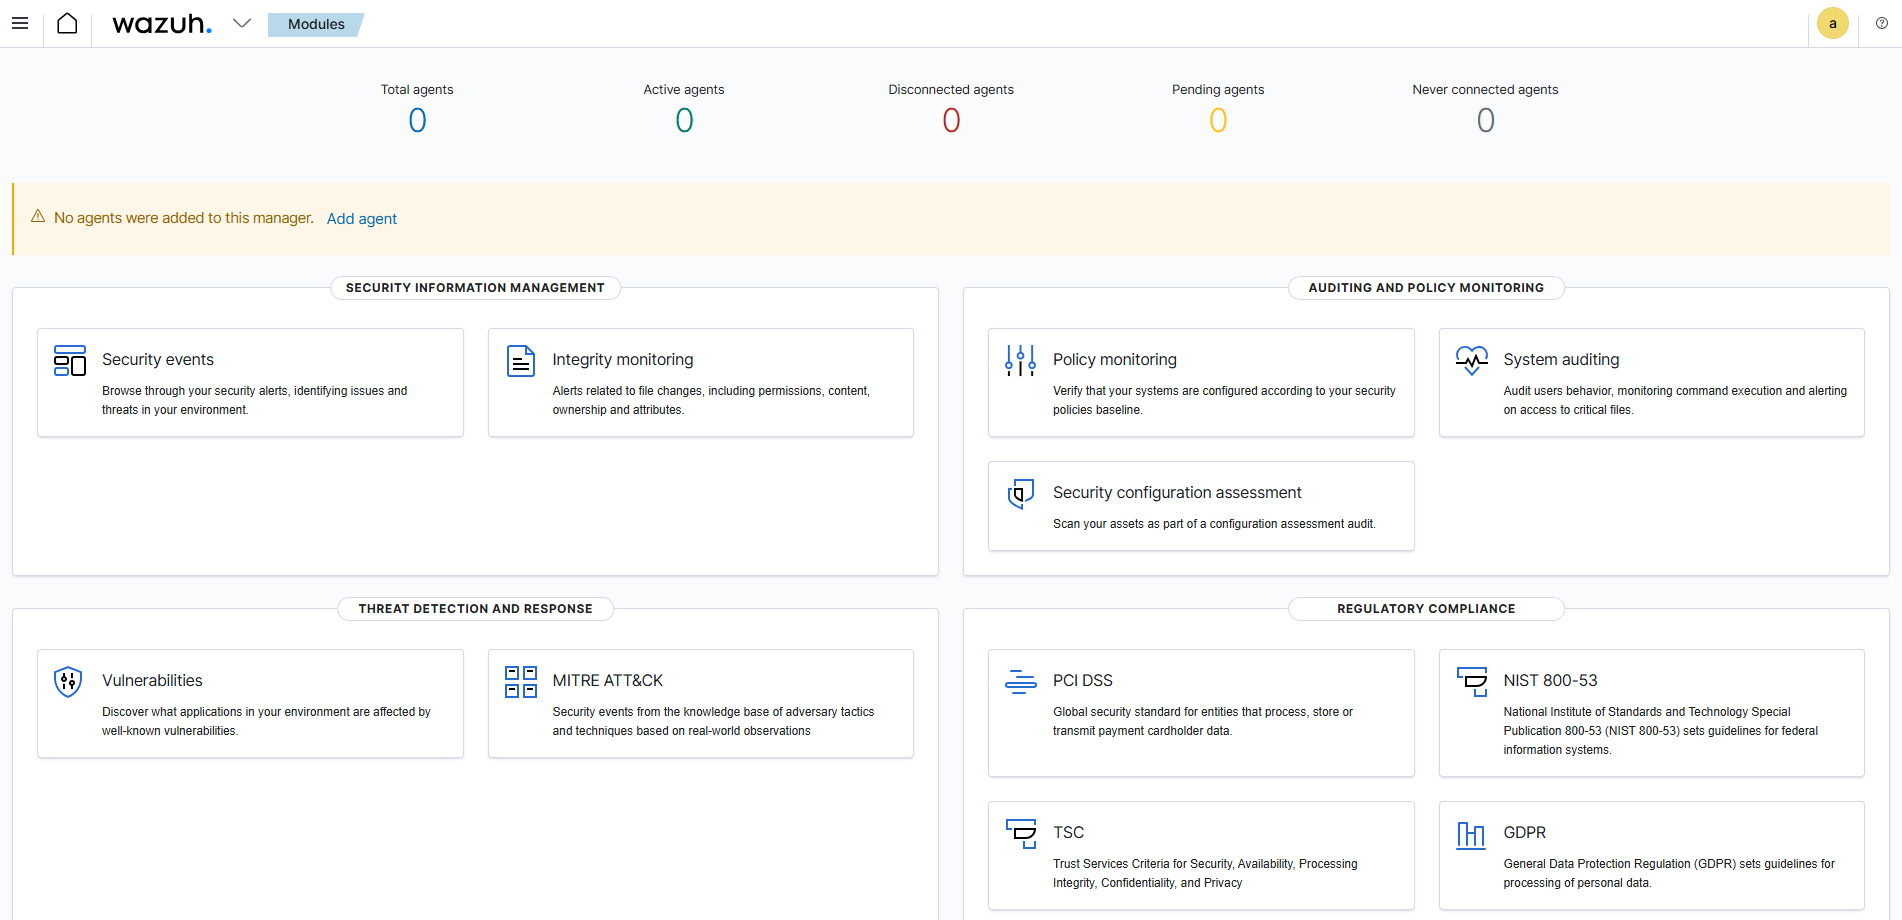 wazuh.
Modules
a
Total agents
0
Active agents
0
Disconnected agents
0
Pending agents
0
Never connected agents
0
No agents were added to this manager. Add agent
SECURITY INFORMATION MANAGEMENT
Security events
Browse through your security alerts, identifying issues and
threats in your environment.
Integrity monitoring
Alerts related to file changes, including permissions, content,
ownership and attributes.
AUDITING AND POLICY MONITORING
Policy monitoring
Verify that your systems are configured according to your security
policies baseline.
System auditing
Audit users behavior, monitoring command execution and alerting
on access to critical files.
Security configuration assessment
Scan your assets as part of a configuration assessment audit.
THREAT DETECTION AND RESPONSE
Vulnerabilities
Discover what applications in your environment are affected by
well-known vulnerabilities.
MITRE ATT&CK
Security events from the knowledge base of adversary tactics
and techniques based on real-world observations
REGULATORY COMPLIANCE
PCI DSS
Global security standard for entities that process, store or
transmit payment cardholder data.
NIST 800-53
National Institute of Standards and Technology Special
Publication 800-53 (NIST 800-53) sets guidelines for federal
information systems.
TSC
Trust Services Criteria for Security, Availability, Processing
Integrity, Confidentiality, and Privacy
GDPR
General Data Protection Regulation (GDPR) sets guidelines for
processing of personal data.